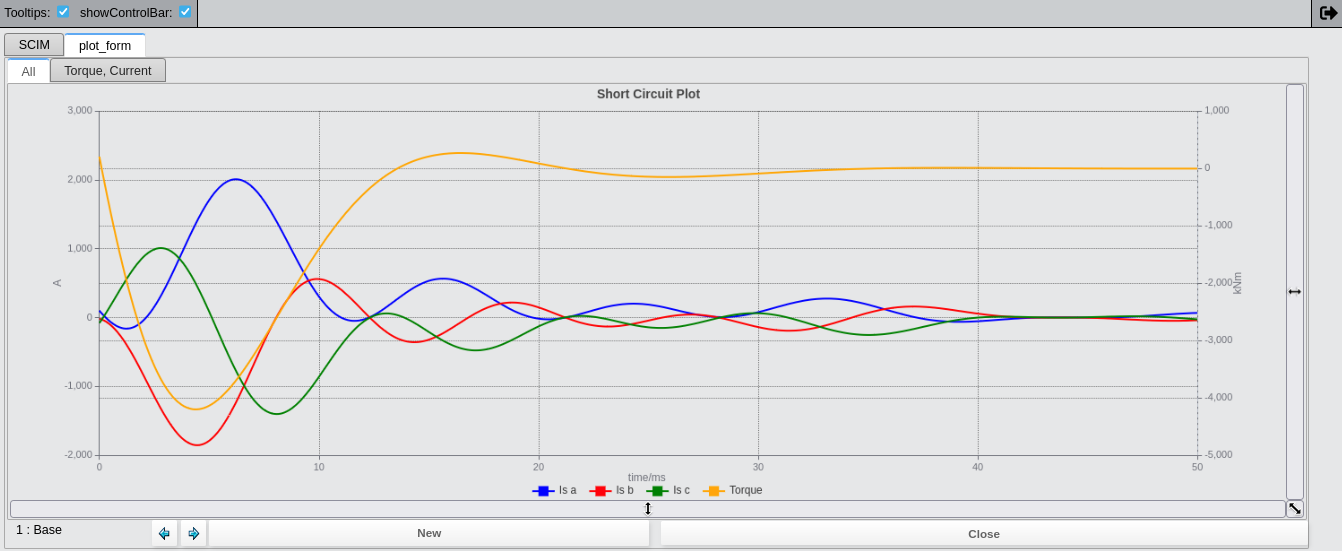 Tooltips: showControlBar:
SCIM plot_form
All Torque, Current
Short Circuit Plot
3,000 1,000
2,000 0
1,000 -1,000
A -2,000 kNm
0 -3,000
-1,000 -4,000
-2,000 -5,000
0 10 20 30 40 50
time/ms
Is a Is b Is c Torque
1 : Base New Close